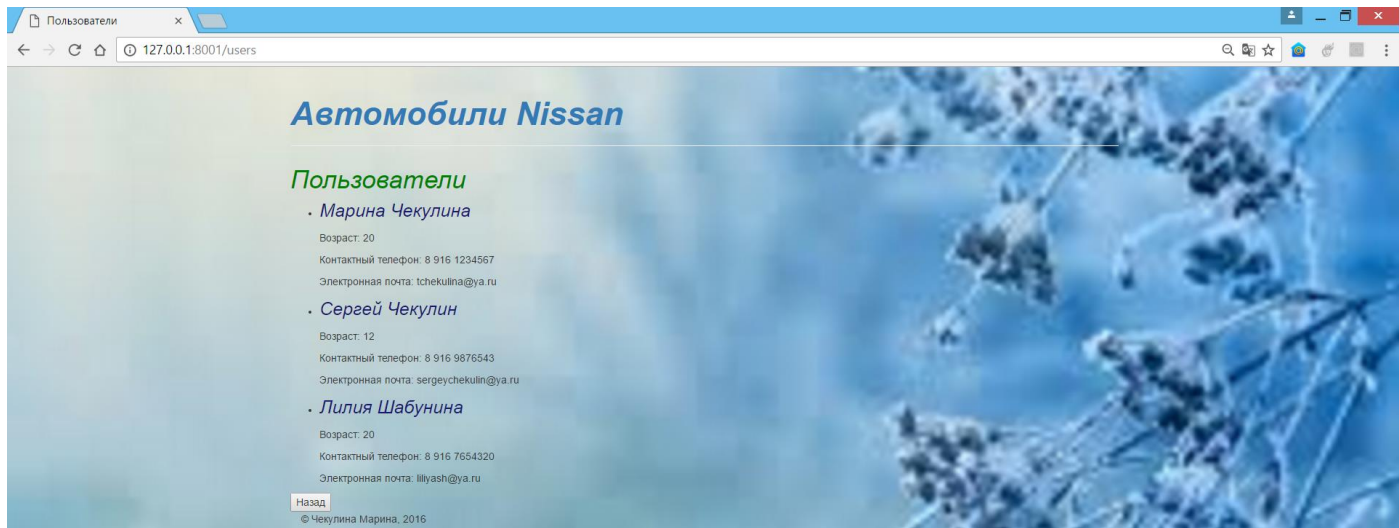 Пользователи
127.0.0.1:8001/users
Автомобили Nissan
Пользователи
Марина Чекулина
Возраст: 20
Контактный телефон: 8 916 1234567
Электронная почта: tchekulina@ya.ru
Сергей Чекулин
Возраст: 12
Контактный телефон: 8 916 9876543
Электронная почта: sergeychekulin@ya.ru
Лилия Шабунина
Возраст: 20
Контактный телефон: 8 916 7654320
Электронная почта: liliyash@ya.ru
Назад
© Чекулина Марина, 2016